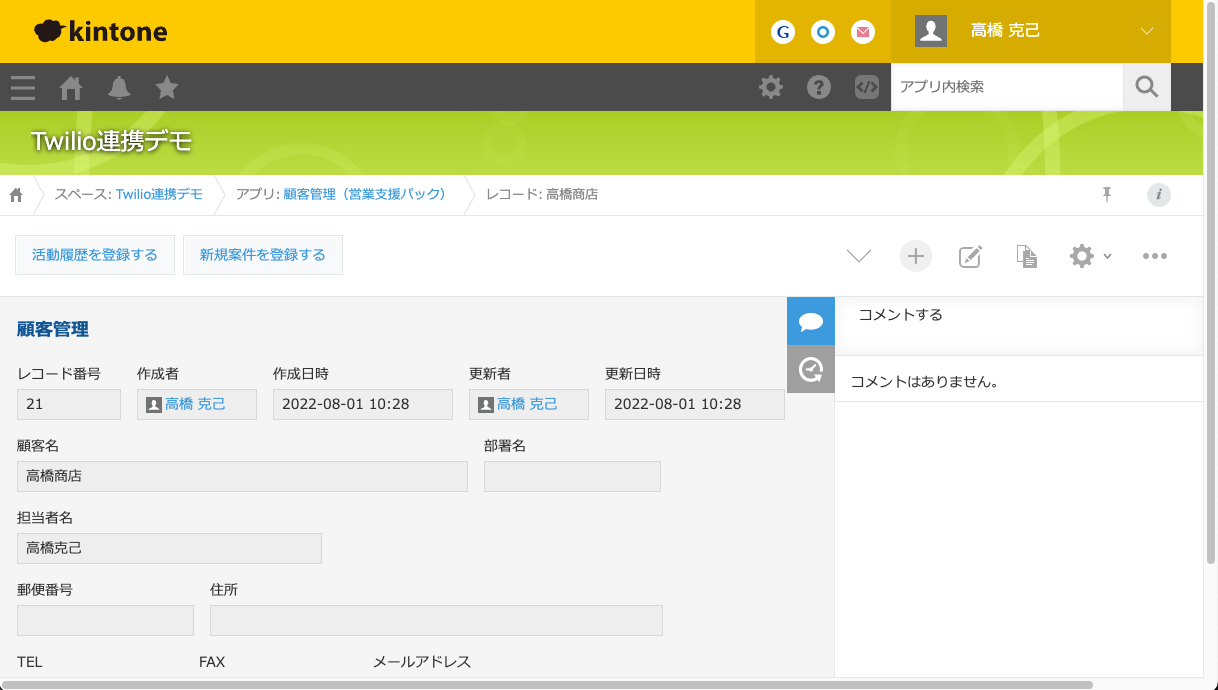 kintone
G
高橋 克己
アプリ内検索
Twilio連携デモ
スペース: Twilio連携デモ
アプリ: 顧客管理（営業支援パック）
レコード: 高橋商店
活動履歴を登録する
新規案件を登録する
顧客管理
コメントする
コメントはありません。
レコード番号 作成者 作成日時 更新者 更新日時
21 高橋 克己 2022-08-01 10:28 高橋 克己 2022-08-01 10:28
顧客名 部署名
高橋商店
担当者名
高橋克己
郵便番号 住所
TEL FAX メールアドレス